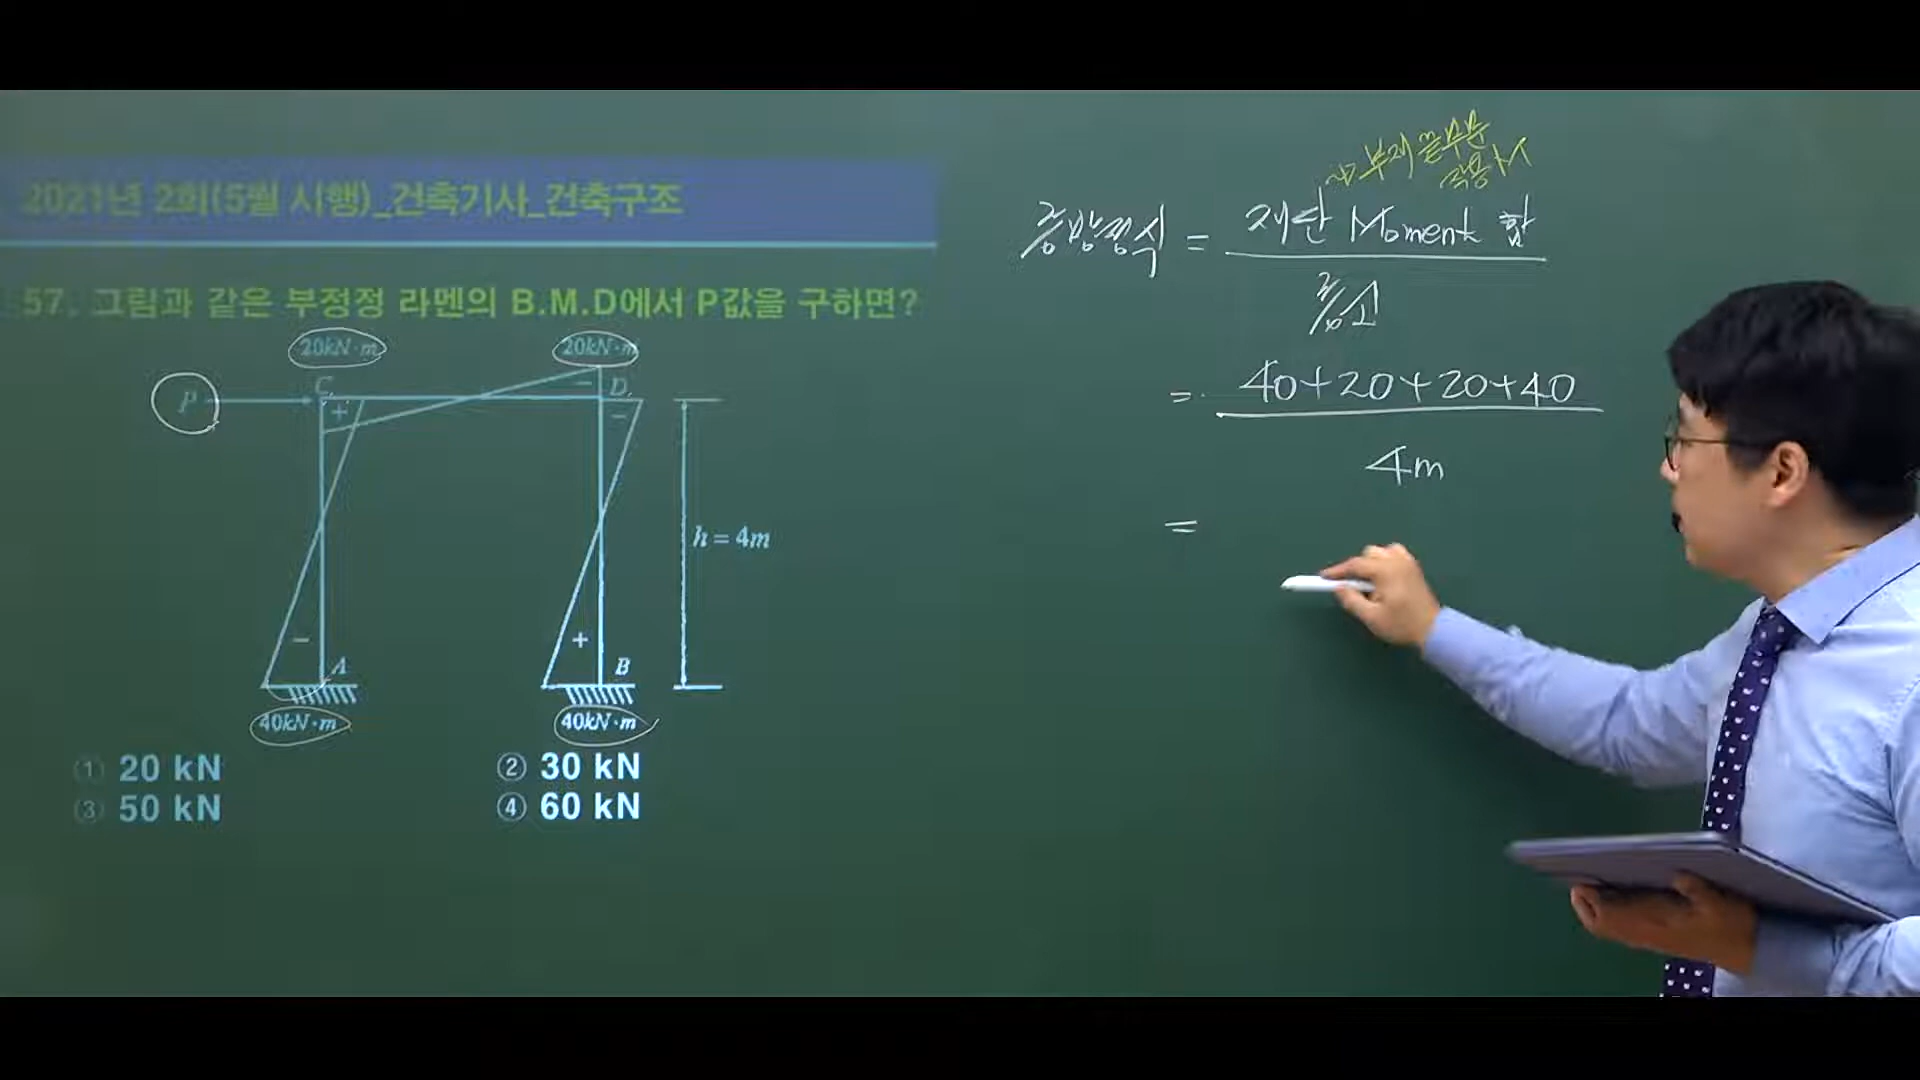 2021년 2회(5월 시행)_건축기사_건축구조
57. 그림과 같은 부정정 라멘의 B.M.D에서 P값을 구하면?
20kN·m
20kN·m
P
C
D
+
−
−
h = 4m
−
+
A
B
40kN·m
40kN·m
① 20 kN
② 30 kN
③ 50 kN
④ 60 kN
부재 끝부분
작용
층방정식 = 재단 Moment 합
층고
= 40+20+20+40
4m
=